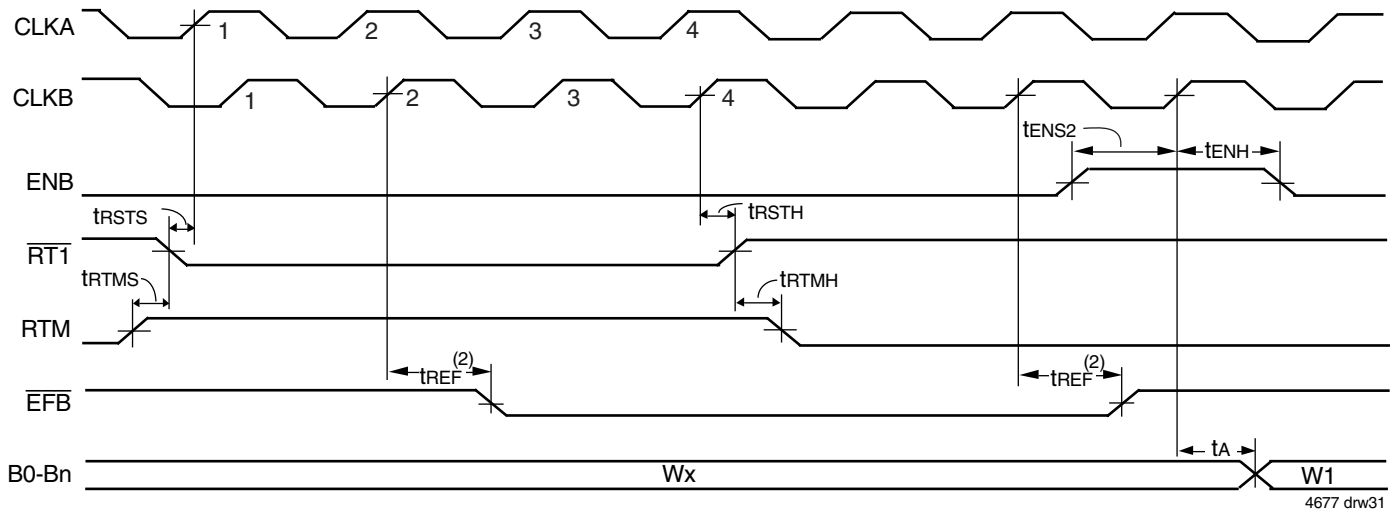 CLKA 1 2 3 4
CLKB 1 2 3 4
tENS2
tENH
ENB
tRSTS
tRSTH
RT1
tRTMS
tRTMH
RTM
tREF(2) tREF(2)
EFB
tA
B0-Bn Wx W1
4677 drw31